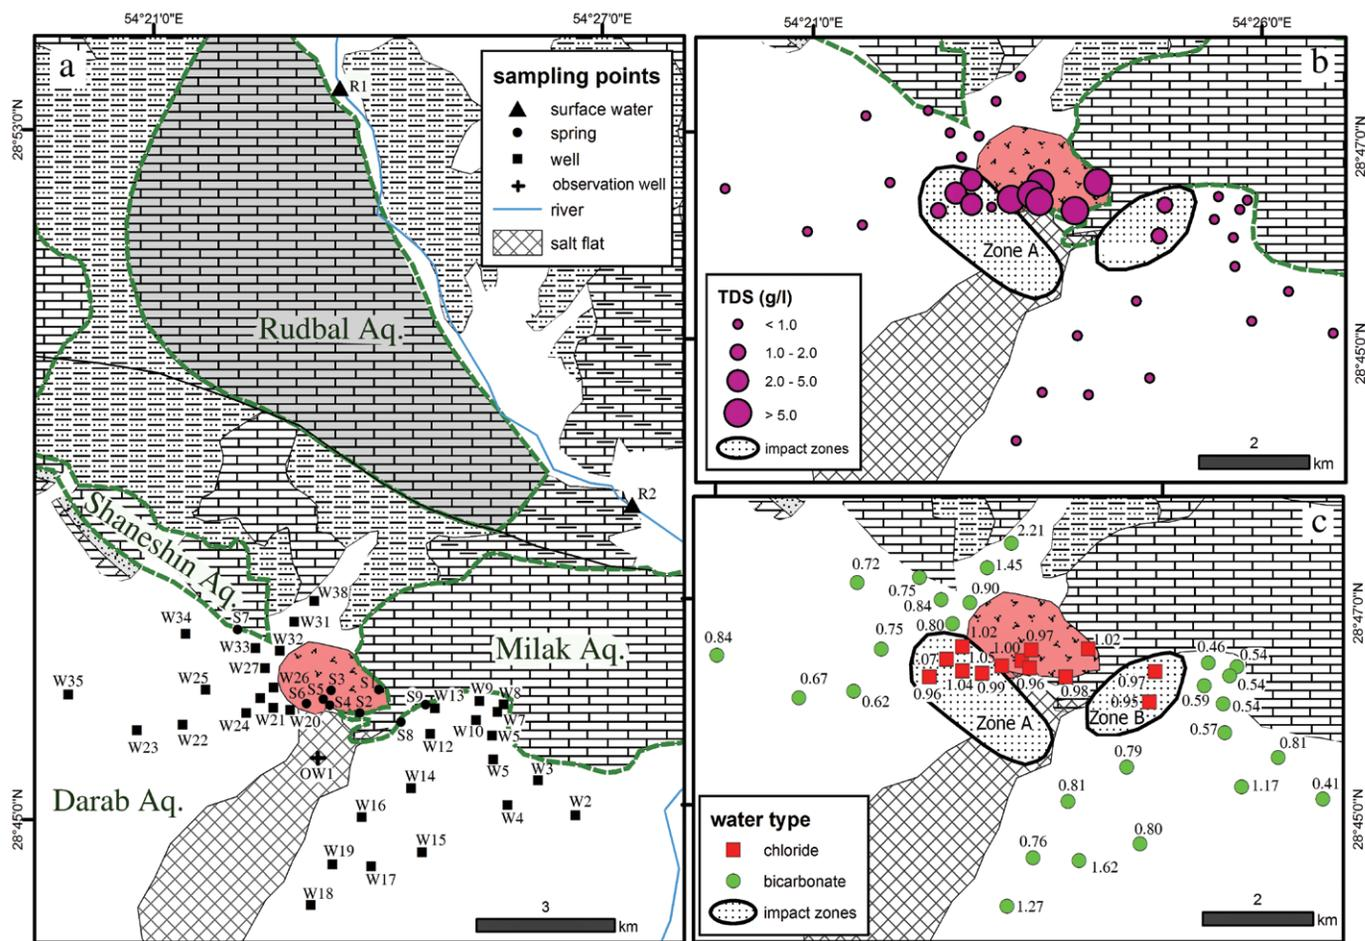 54°21'0"E
54°27'0"E
28°53'0"N
28°45'0"N
a
sampling points
surface water
spring
well
observation well
river
salt flat
R1
Rudbal Aq.
R2
Shaneshin Aq.
W38
W34
S7
W31
W33
W32
Milak Aq.
W27
W35
W25
W26
S3
S1
S6
S5
S4
S2
S9
W13
W9
W8
W24
W21
W20
W10
W7
W23
W22
S8
W12
W5
OW1
W5
W3
Darab Aq.
W14
W16
W4
W2
W19
W15
W17
W18
3
km
54°21'0"E
54°26'0"E
b
28°47'0"N
28°45'0"N
Zone A
TDS (g/l)
< 1.0
1.0 - 2.0
2.0 - 5.0
> 5.0
impact zones
2
km
c
28°47'0"N
28°45'0"N
2.21
0.72
1.45
0.75
0.90
0.84
0.80
0.84
0.75
1.02
0.97
1.02
0.46
1.00
0.54
.07
1.05
0.54
0.67
0.62
0.96
1.04
0.99
0.96
0.98
0.97
0.95
0.59
0.54
Zone A
Zone B
0.57
0.79
0.81
0.81
1.17
0.41
0.76
0.80
1.62
1.27
water type
chloride
bicarbonate
impact zones
2
km